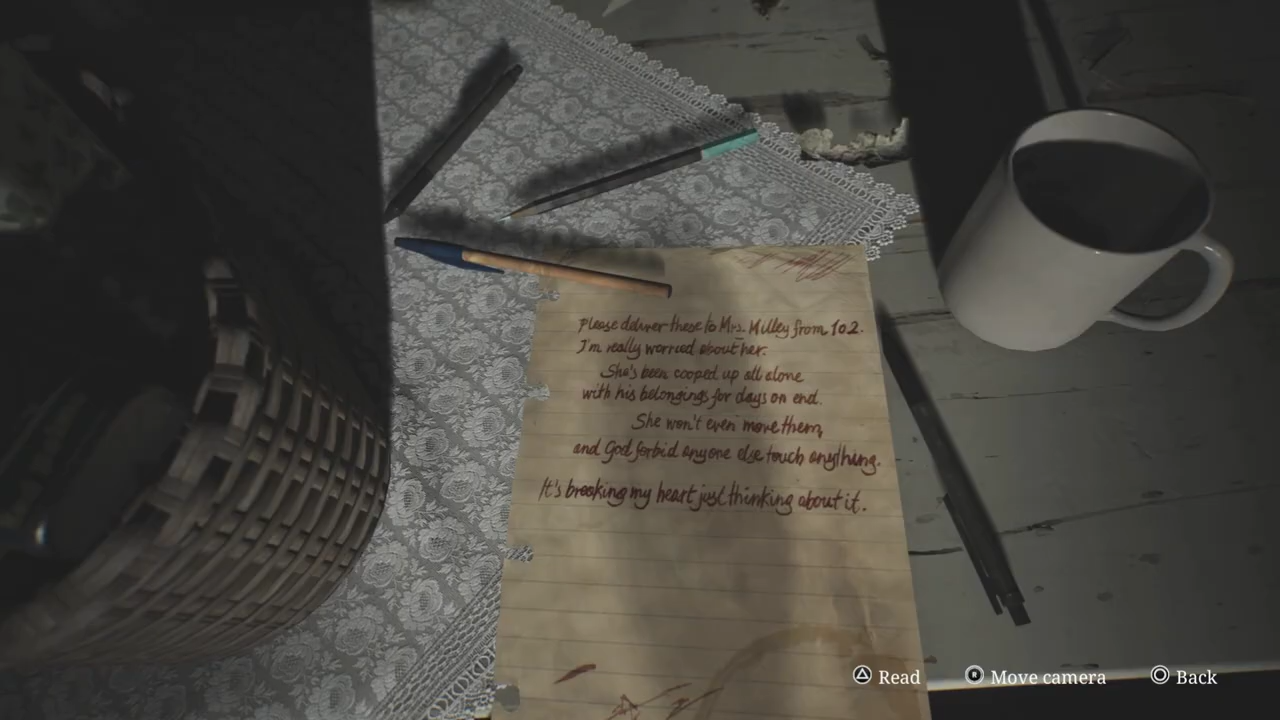 Please deliver these to Mrs. Milley from 102.
I'm really worried about her.
She's been cooped up all alone
with his belongings for days on end.
She won't even move them,
and God forbid anyone else touch anything.
It's breaking my heart just thinking about it.
Read
R Move camera
Back